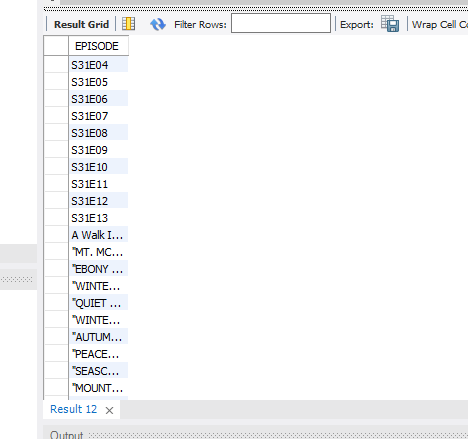 Result Grid Filter Rows: Export: Wrap Cell Co
EPISODE
S31E04
S31E05
S31E06
S31E07
S31E08
S31E09
S31E10
S31E11
S31E12
S31E13
A Walk I...
"MT. MC...
"EBONY ...
"WINTE...
"QUIET ...
"WINTE...
"AUTUM...
"PEACE...
"SEASC...
"MOUNT...
Result 12 ×
Output